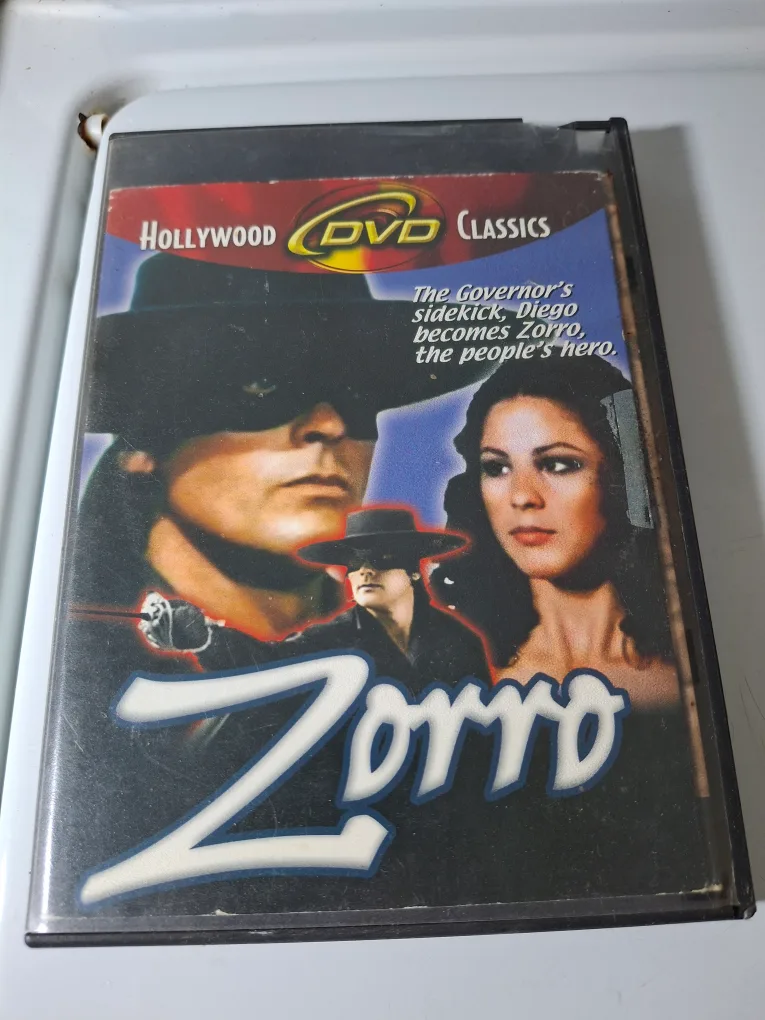 HOLLYWOOD DVD CLASSICS
The Governor's
sidekick, Diego
becomes Zorro,
the people's hero.
Zorro